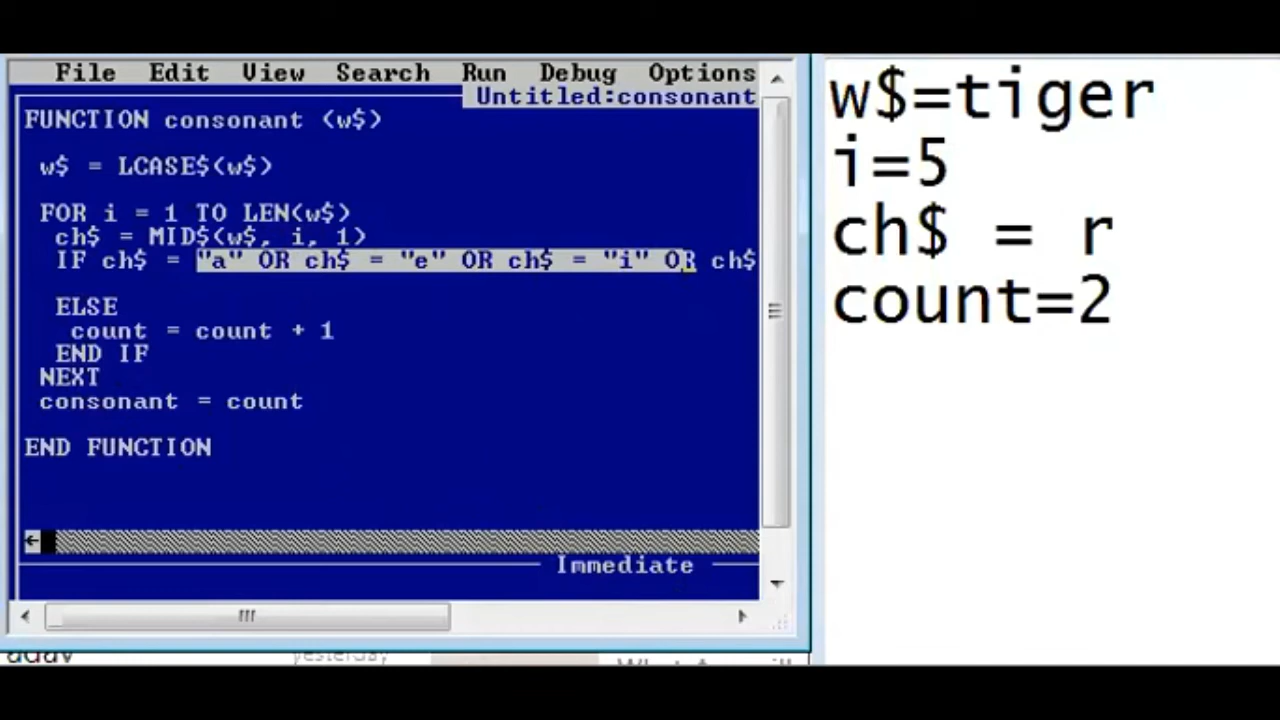 File Edit View Search Run Debug Options
Untitled:consonant
FUNCTION consonant (w$)
w$ = LCASE$(w$)
FOR i = 1 TO LEN(w$)
ch$ = MID$(w$, i, 1)
IF ch$ = "a" OR ch$ = "e" OR ch$ = "i" OR ch$
ELSE
count = count + 1
END IF
NEXT
consonant = count
END FUNCTION
Immediate
yesterday
w$=tiger
i=5
ch$ = r
count=2